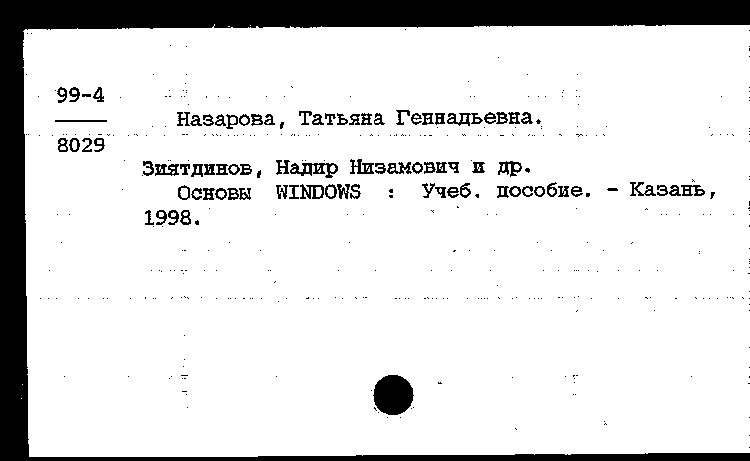 99-4
8029
Назарова, Татьяна Геннадьевна.
Зиятдинов, Надир Низамович и др.
Основы WINDOWS : Учеб. пособие. - Казань,
1998.